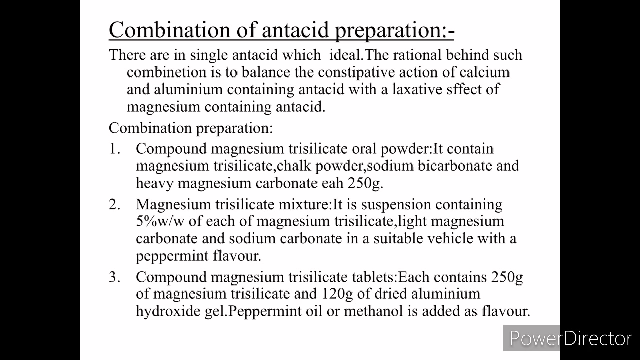 Combination of antacid preparation:-
There are in single antacid which ideal.The rational behind such
combinetion is to balance the constipative action of calcium
and aluminium containing antacid with a laxative sffect of
magnesium containing antacid.
Combination preparation:
1. Compound magnesium trisilicate oral powder:It contain
magnesium trisilicate,chalk powder,sodium bicarbonate and
heavy magnesium carbonate eah 250g.
2. Magnesium trisilicate mixture:It is suspension containing
5%w/w of each of magnesium trisilicate,light magnesium
carbonate and sodium carbonate in a suitable vehicle with a
peppermint flavour.
3. Compound magnesium trisilicate tablets:Each contains 250g
of magnesium trisilicate and 120g of dried aluminium
hydroxide gel.Peppermint oil or methanol is added as flavour.
PowerDirector